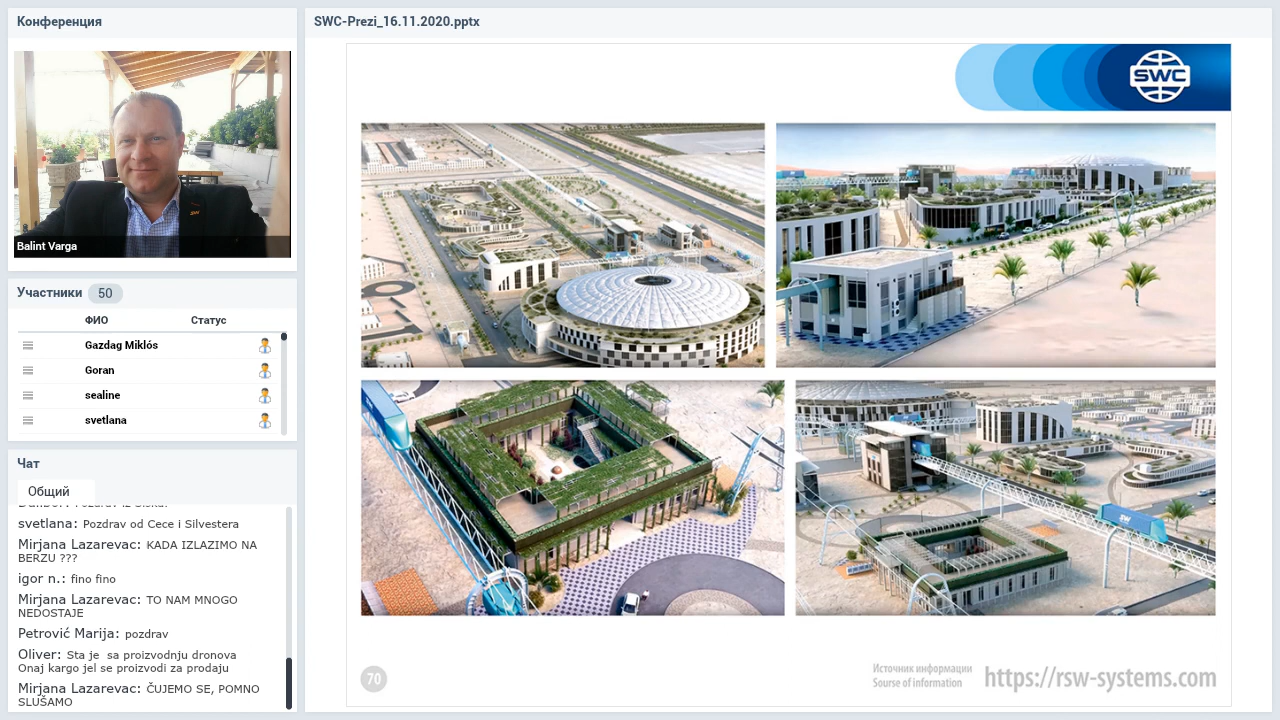 Конференция
Balint Varga
Участники 50
ФИО Статус
Gazdag Miklós
Goran
sealine
svetlana
Чат
Общий
svetlana: Pozdrav od Cece i Silvestera
Mirjana Lazarevac: KADA IZLAZIMO NA
BERZU ???
igor n.: fino fino
Mirjana Lazarevac: TO NAM MNOGO
NEDOSTAJE
Petrović Marija: pozdrav
Oliver: Sta je sa proizvodnju dronova
Onaj kargo jel se proizvodi za prodaju
Mirjana Lazarevac: ČUJEMO SE, POMNO
SLUŠAMO
SWC-Prezi_16.11.2020.pptx
SWC
70
Источник информации
Sourse of information
https://rsw-systems.com